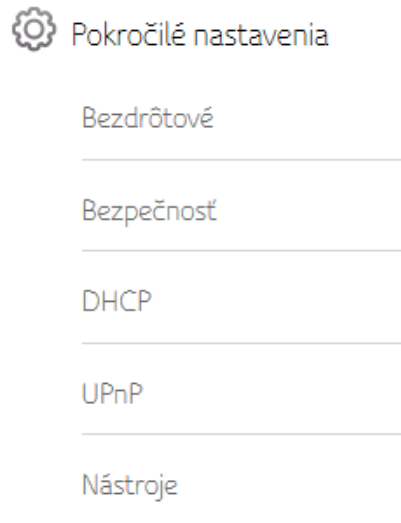 Pokročilé nastavenia
Bezdrôtové
Bezpečnosť
DHCP
UPnP
Nástroje